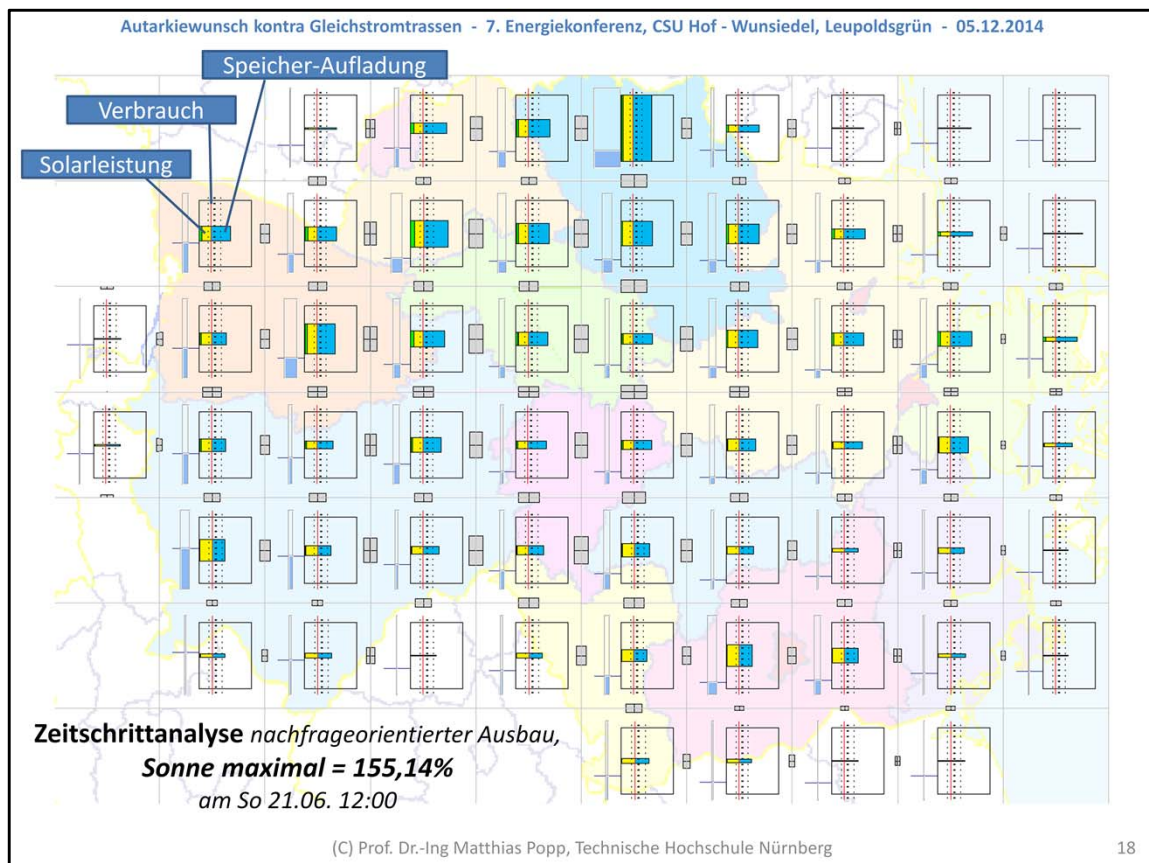 Autarkiewunsch kontra Gleichstromtrassen - 7. Energiekonferenz, CSU Hof - Wunsiedel, Leupoldsgrün - 05.12.2014
Speicher-Aufladung
Verbrauch
Solarleistung
Zeitschrittanalyse nachfrageorientierter Ausbau,
Sonne maximal = 155,14%
am So 21.06. 12:00
(C) Prof. Dr.-Ing Matthias Popp, Technische Hochschule Nürnberg
18